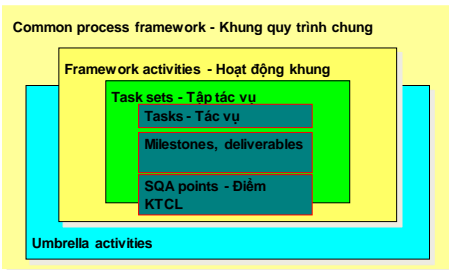 Common process framework - Khung quy trình chung
Framework activities - Hoạt động khung
Task sets - Tập tác vụ
Tasks - Tác vụ
Milestones, deliverables
SQA points - Điểm
KTCL
Umbrella activities